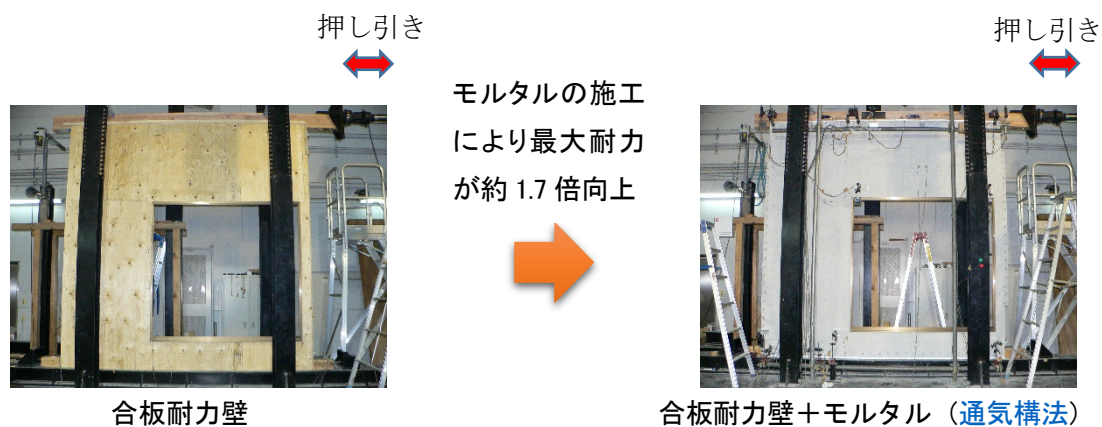 押し引き
押し引き
モルタルの施工
により最大耐力
が約 1.7 倍向上
合板耐力壁
合板耐力壁＋モルタル（通気構法）